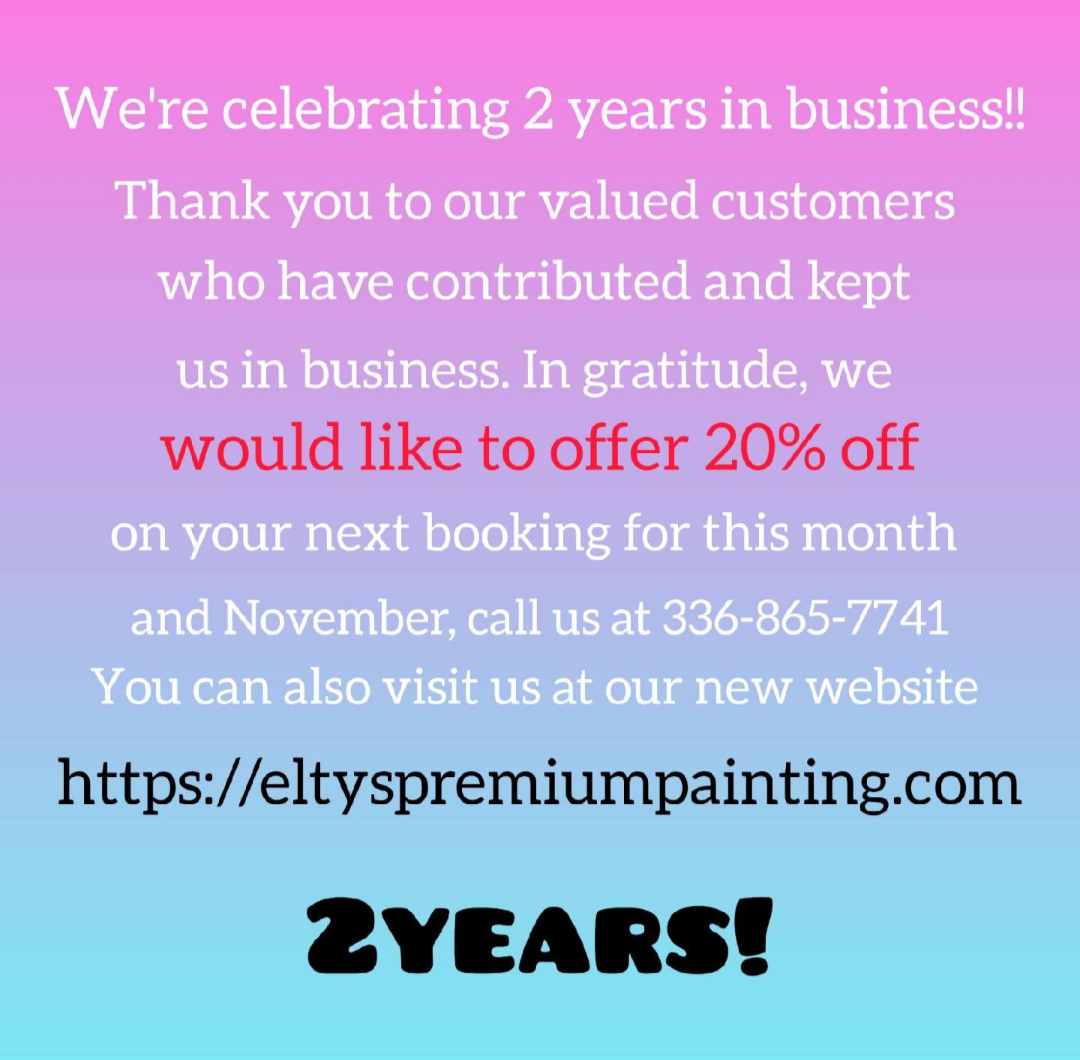 We're celebrating 2 years in business!!
Thank you to our valued customers
who have contributed and kept
us in business. In gratitude, we
would like to offer 20% off
on your next booking for this month
and November, call us at 336-865-7741
You can also visit us at our new website
https://eltyspremiumpainting.com
2YEARS!